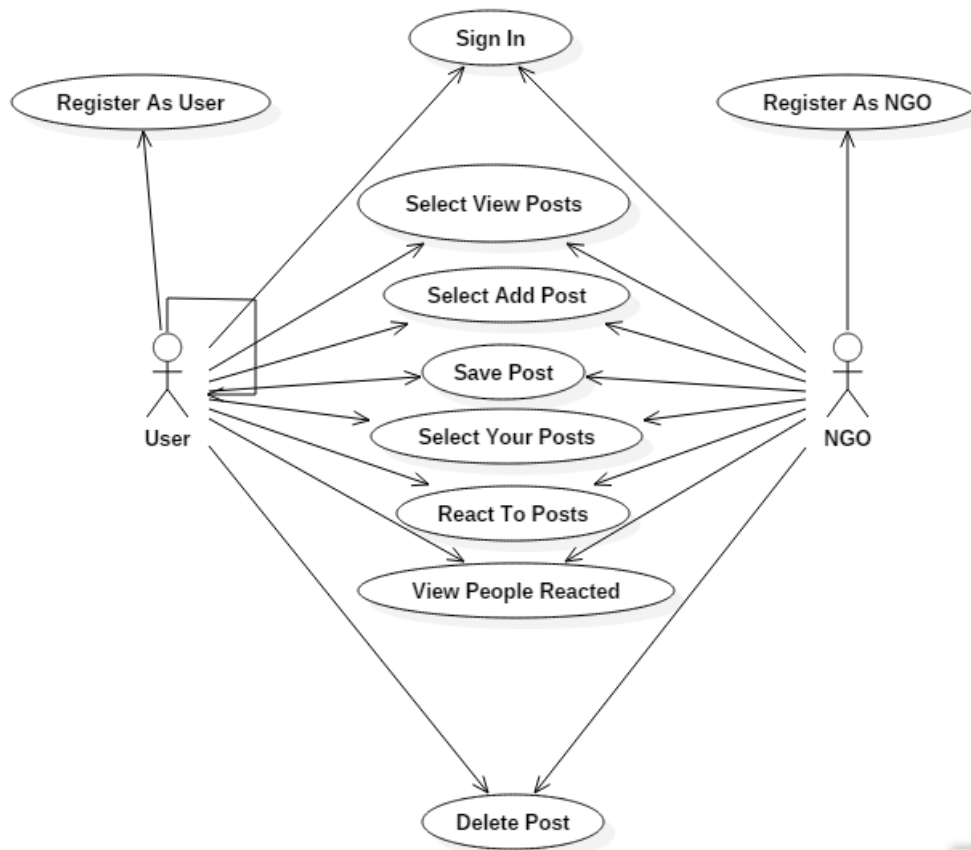 Sign In
Register As User
Register As NGO
Select View Posts
Select Add Post
Save Post
Select Your Posts
User
NGO
React To Posts
View People Reacted
Delete Post